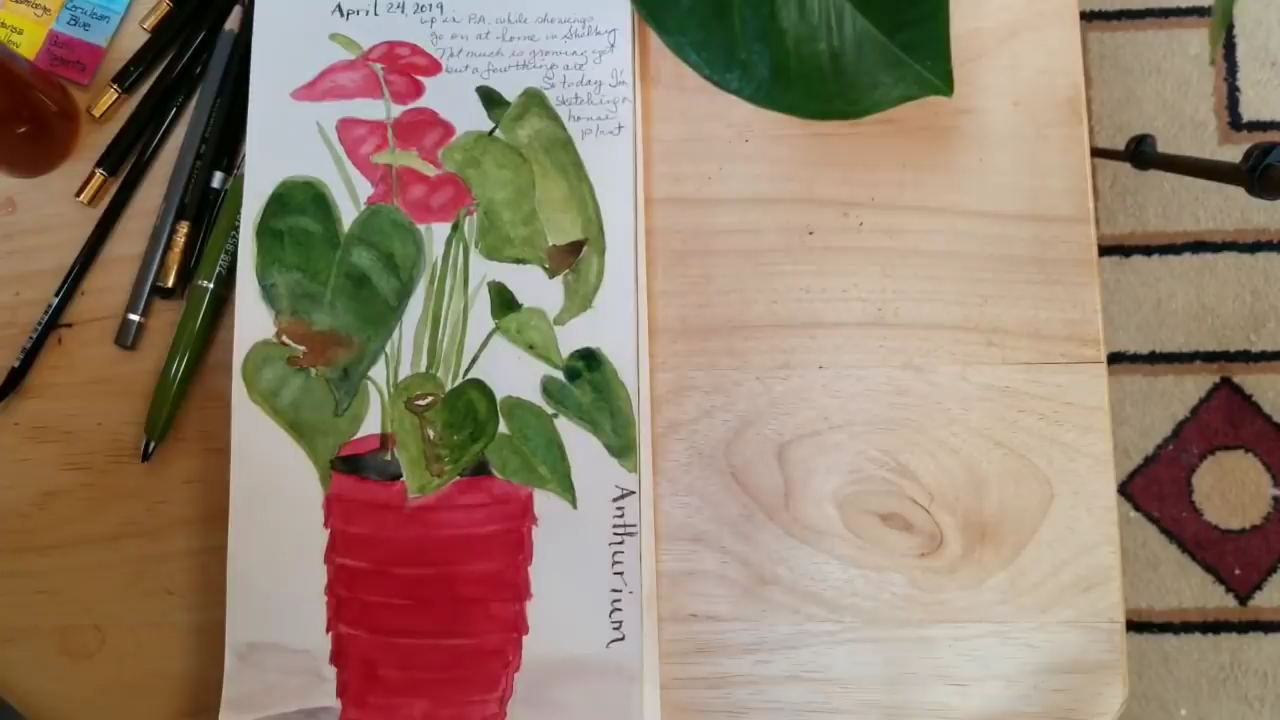 April 24, 2019
up in P.A. while showings
go on at home in Shelby
Not much is growing yet
but a few things are
So today I'm
sketching a
house
plant
Anthurium
Cerulean
Blue
Magenta